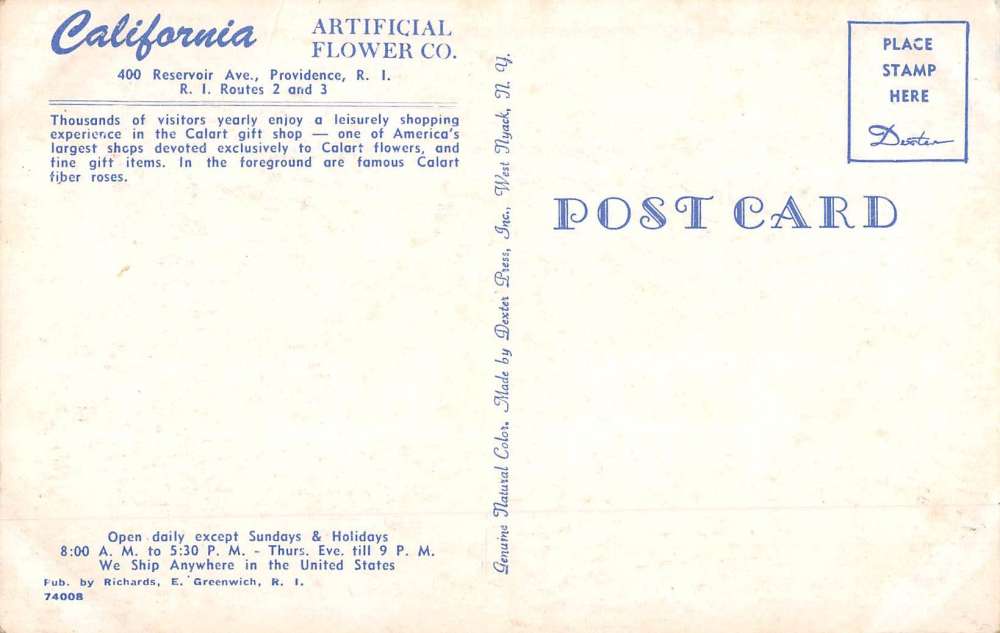 California
ARTIFICIAL
FLOWER CO.
400 Reservoir Ave., Providence, R. I.
R. I. Routes 2 and 3
Thousands of visitors yearly enjoy a leisurely shopping
experience in the Calart gift shop — one of America's
largest shops devoted exclusively to Calart flowers, and
fine gift items. In the foreground are famous Calart
fiber roses.
Open daily except Sundays & Holidays
8:00 A. M. to 5:30 P. M. - Thurs. Eve. till 9 P. M.
We Ship Anywhere in the United States
Pub. by Richards, E. Greenwich, R. I.
74008
Genuine Natural Color. Made by Dexter Press, Inc., West Nyack, N. Y.
PLACE
STAMP
HERE
Dexter
POST CARD